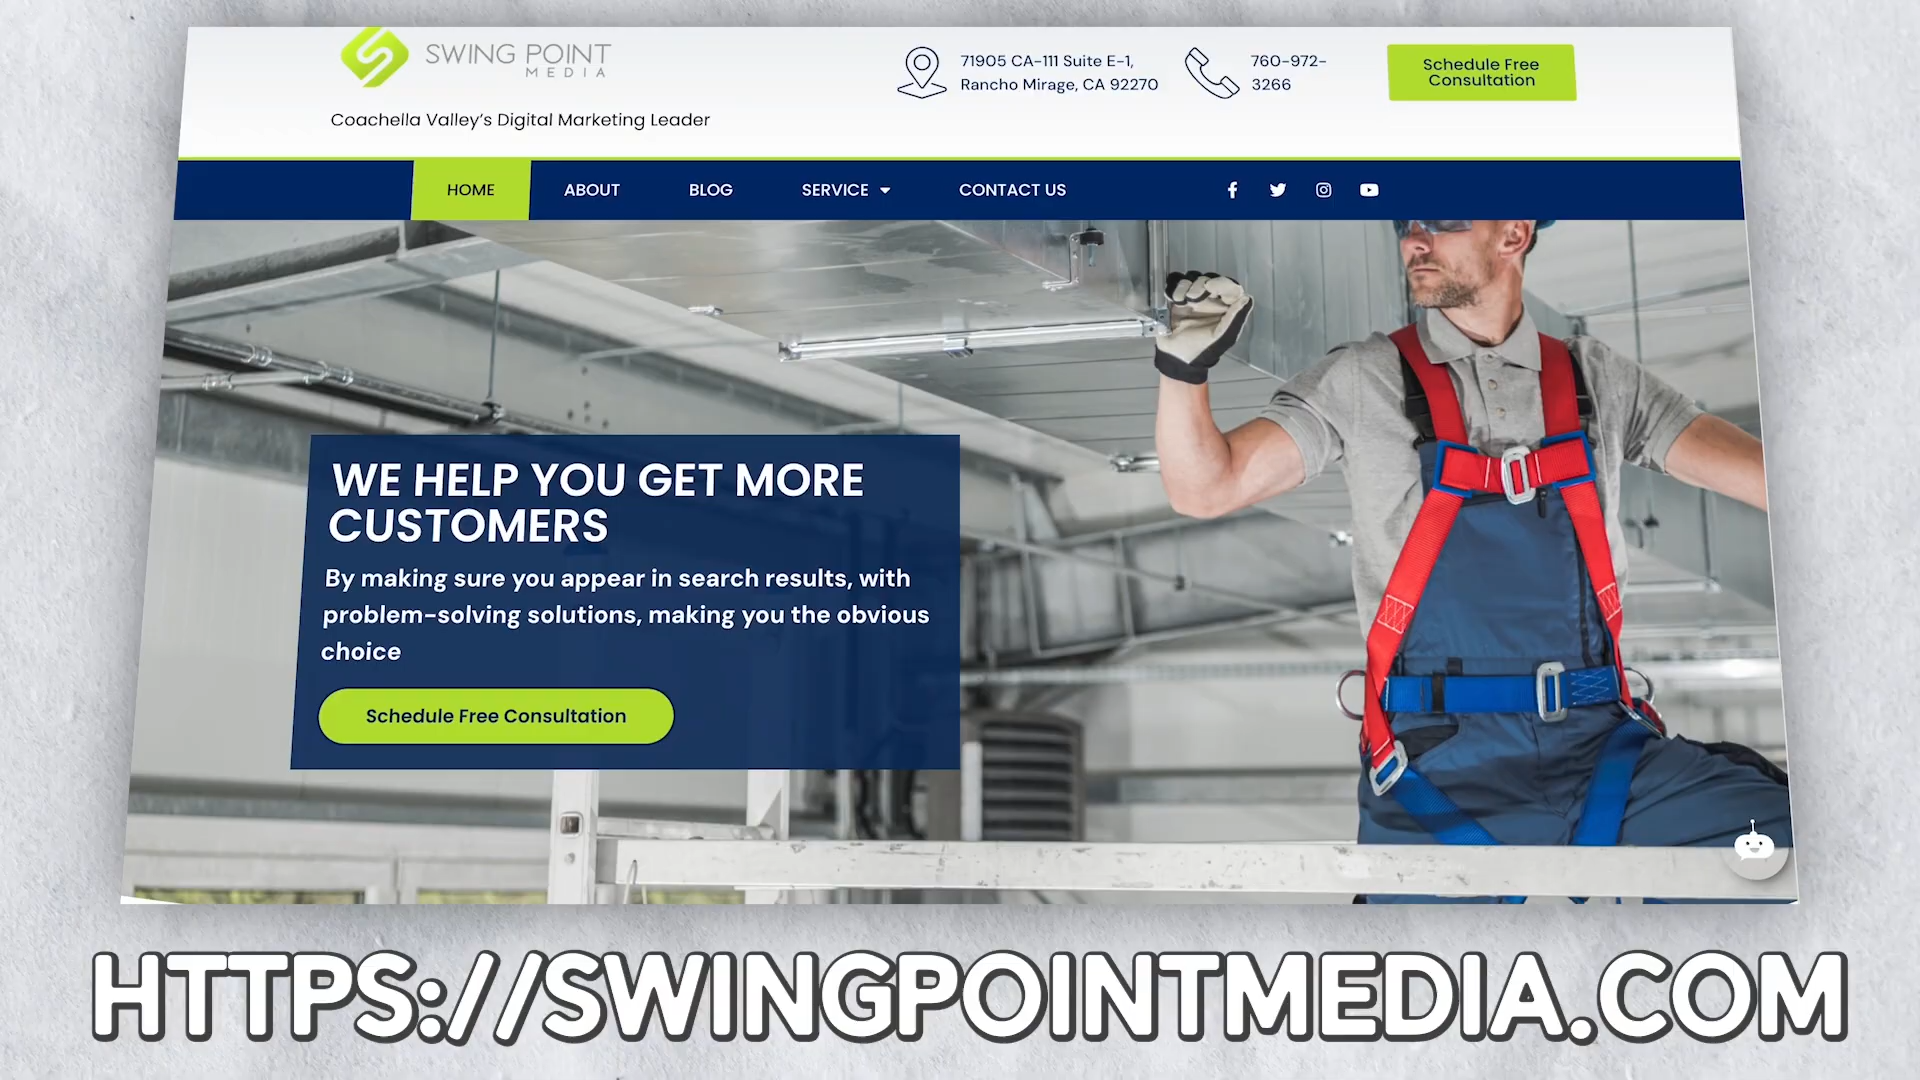 SWING POINT
MEDIA
Coachella Valley's Digital Marketing Leader
71905 CA-111 Suite E-1,
Rancho Mirage, CA 92270
760-972-
3266
Schedule Free
Consultation
HOME
ABOUT
BLOG
SERVICE
CONTACT US
WE HELP YOU GET MORE
CUSTOMERS
By making sure you appear in search results, with
problem-solving solutions, making you the obvious
choice
Schedule Free Consultation
HTTPS://SWINGPOINTMEDIA.COM